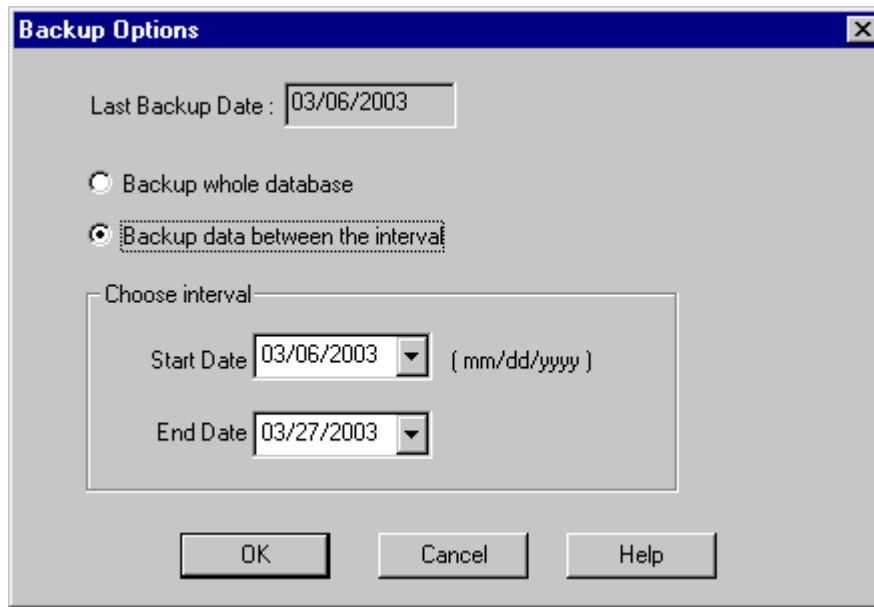 Backup Options
Last Backup Date : 03/06/2003
Backup whole database
Backup data between the interval
Choose interval
Start Date 03/06/2003 ( mm/dd/yyyy )
End Date 03/27/2003
OK Cancel Help